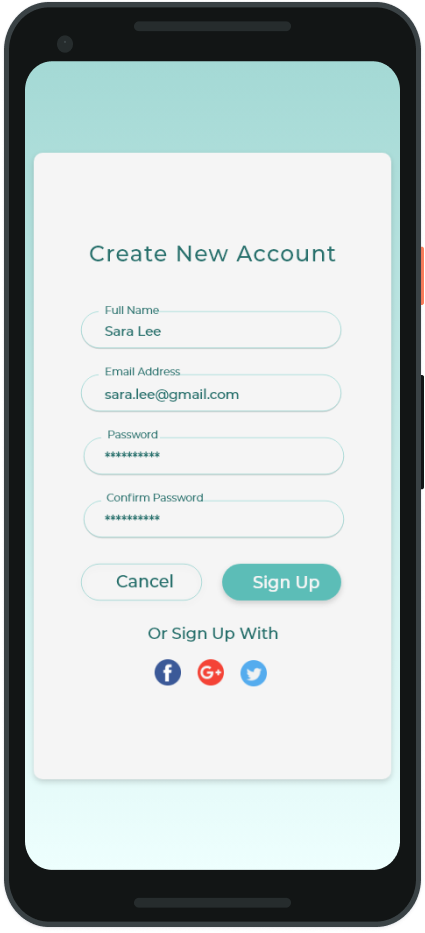 Create New Account
Full Name
Sara Lee
Email Address
sara.lee@gmail.com
Password
**********
Confirm Password
**********
Cancel Sign Up
Or Sign Up With
f G+